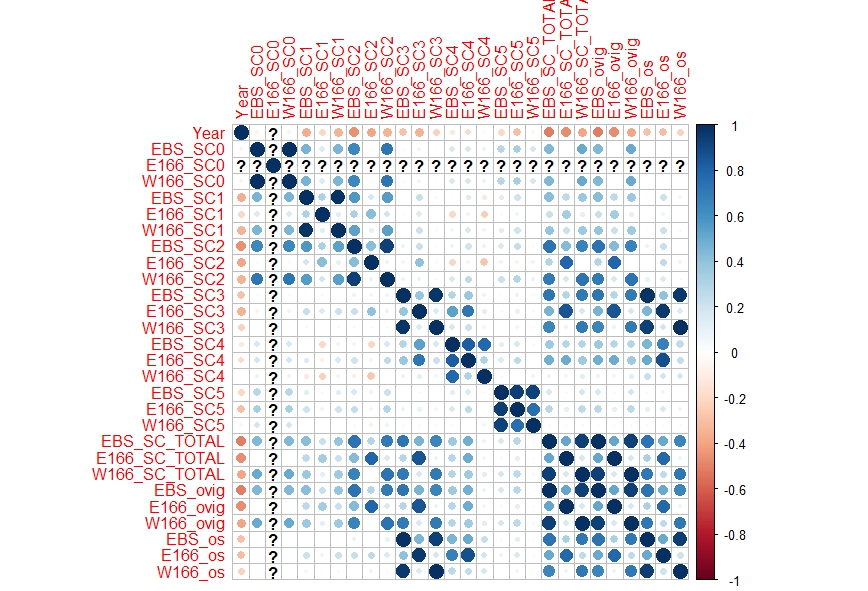 Year
EBS_SC0
E166_SC0
W166_SC0
EBS_SC1
E166_SC1
W166_SC1
EBS_SC2
E166_SC2
W166_SC2
EBS_SC3
E166_SC3
W166_SC3
EBS_SC4
E166_SC4
W166_SC4
EBS_SC5
E166_SC5
W166_SC5
EBS_SC_TOTAL
E166_SC_TOTA
W166_SC_TOTA
EBS_ovig
E166_ovig
W166_ovig
EBS_os
E166_os
W166_os
Year ?
EBS_SC0 ?
E166_SC0 ? ? ? ? ? ? ? ? ? ? ? ? ? ? ? ? ? ? ? ? ? ? ? ? ? ? ?
W166_SC0 ?
EBS_SC1 ?
E166_SC1 ?
W166_SC1 ?
EBS_SC2 ?
E166_SC2 ?
W166_SC2 ?
EBS_SC3 ?
E166_SC3 ?
W166_SC3 ?
EBS_SC4 ?
E166_SC4 ?
W166_SC4 ?
EBS_SC5 ?
E166_SC5 ?
W166_SC5 ?
EBS_SC_TOTAL ?
E166_SC_TOTAL ?
W166_SC_TOTAL ?
EBS_ovig ?
E166_ovig ?
W166_ovig ?
EBS_os ?
E166_os ?
W166_os ?
1
0.8
0.6
0.4
0.2
0
-0.2
-0.4
-0.6
-0.8
-1